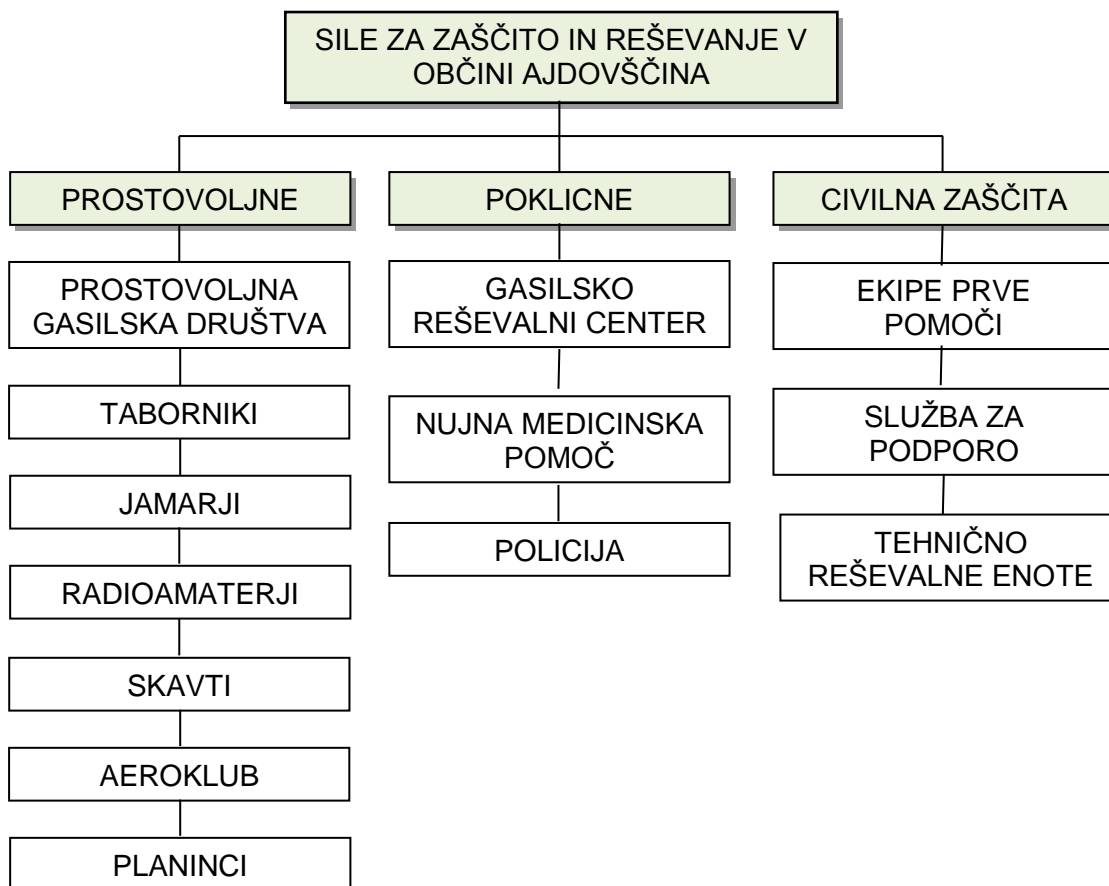 SILE ZA ZAŠČITO IN REŠEVANJE V
OBČINI AJDOVŠČINA
PROSTOVOLJNE
PROSTOVOLJNA
GASILSKA DRUŠTVA
TABORNIKI
JAMARJI
RADIOAMATERJI
SKAVTI
AEROKLUB
PLANINCI
POKLICNE
GASILSKO
REŠEVALNI CENTER
NUJNA MEDICINSKA
POMOČ
POLICIJA
CIVILNA ZAŠČITA
EKIPE PRVE
POMOČI
SLUŽBA ZA
PODPORO
TEHNIČNO
REŠEVALNE ENOTE